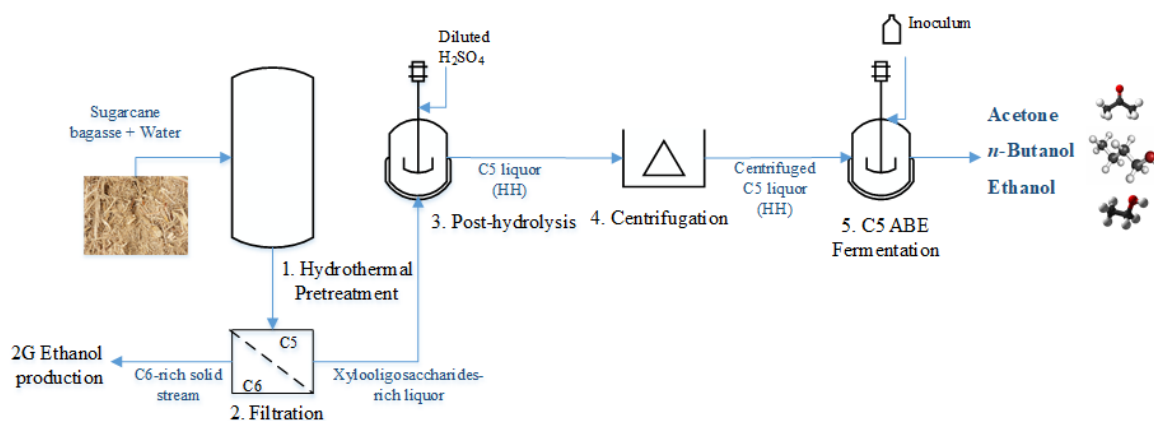 Sugarcane
bagasse + Water
1. Hydrothermal
Pretreatment
C5
C6
2. Filtration
C6-rich solid
stream
2G Ethanol
production
Xylooligosaccharides-
rich liquor
Diluted
H₂SO₄
3. Post-hydrolysis
C5 liquor
(HH)
4. Centrifugation
Centrifuged
C5 liquor
(HH)
Inoculum
5. C5 ABE
Fermentation
Acetone
n-Butanol
Ethanol